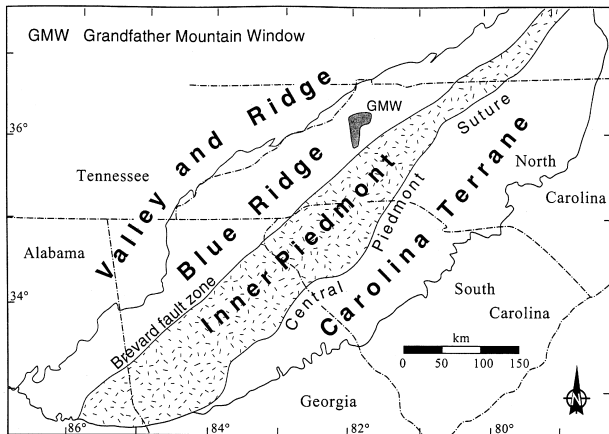 GMW Grandfather Mountain Window
Valley and Ridge
GMW
36°
Suture
Blue Ridge
North
Carolina
Tennessee
Inner Piedmont
Piedmont
Carolina Terrane
Alabama
Brevard fault zone
Central
34°
South
Carolina
km
0 50 100 150
Georgia
N
86° 84° 82° 80°